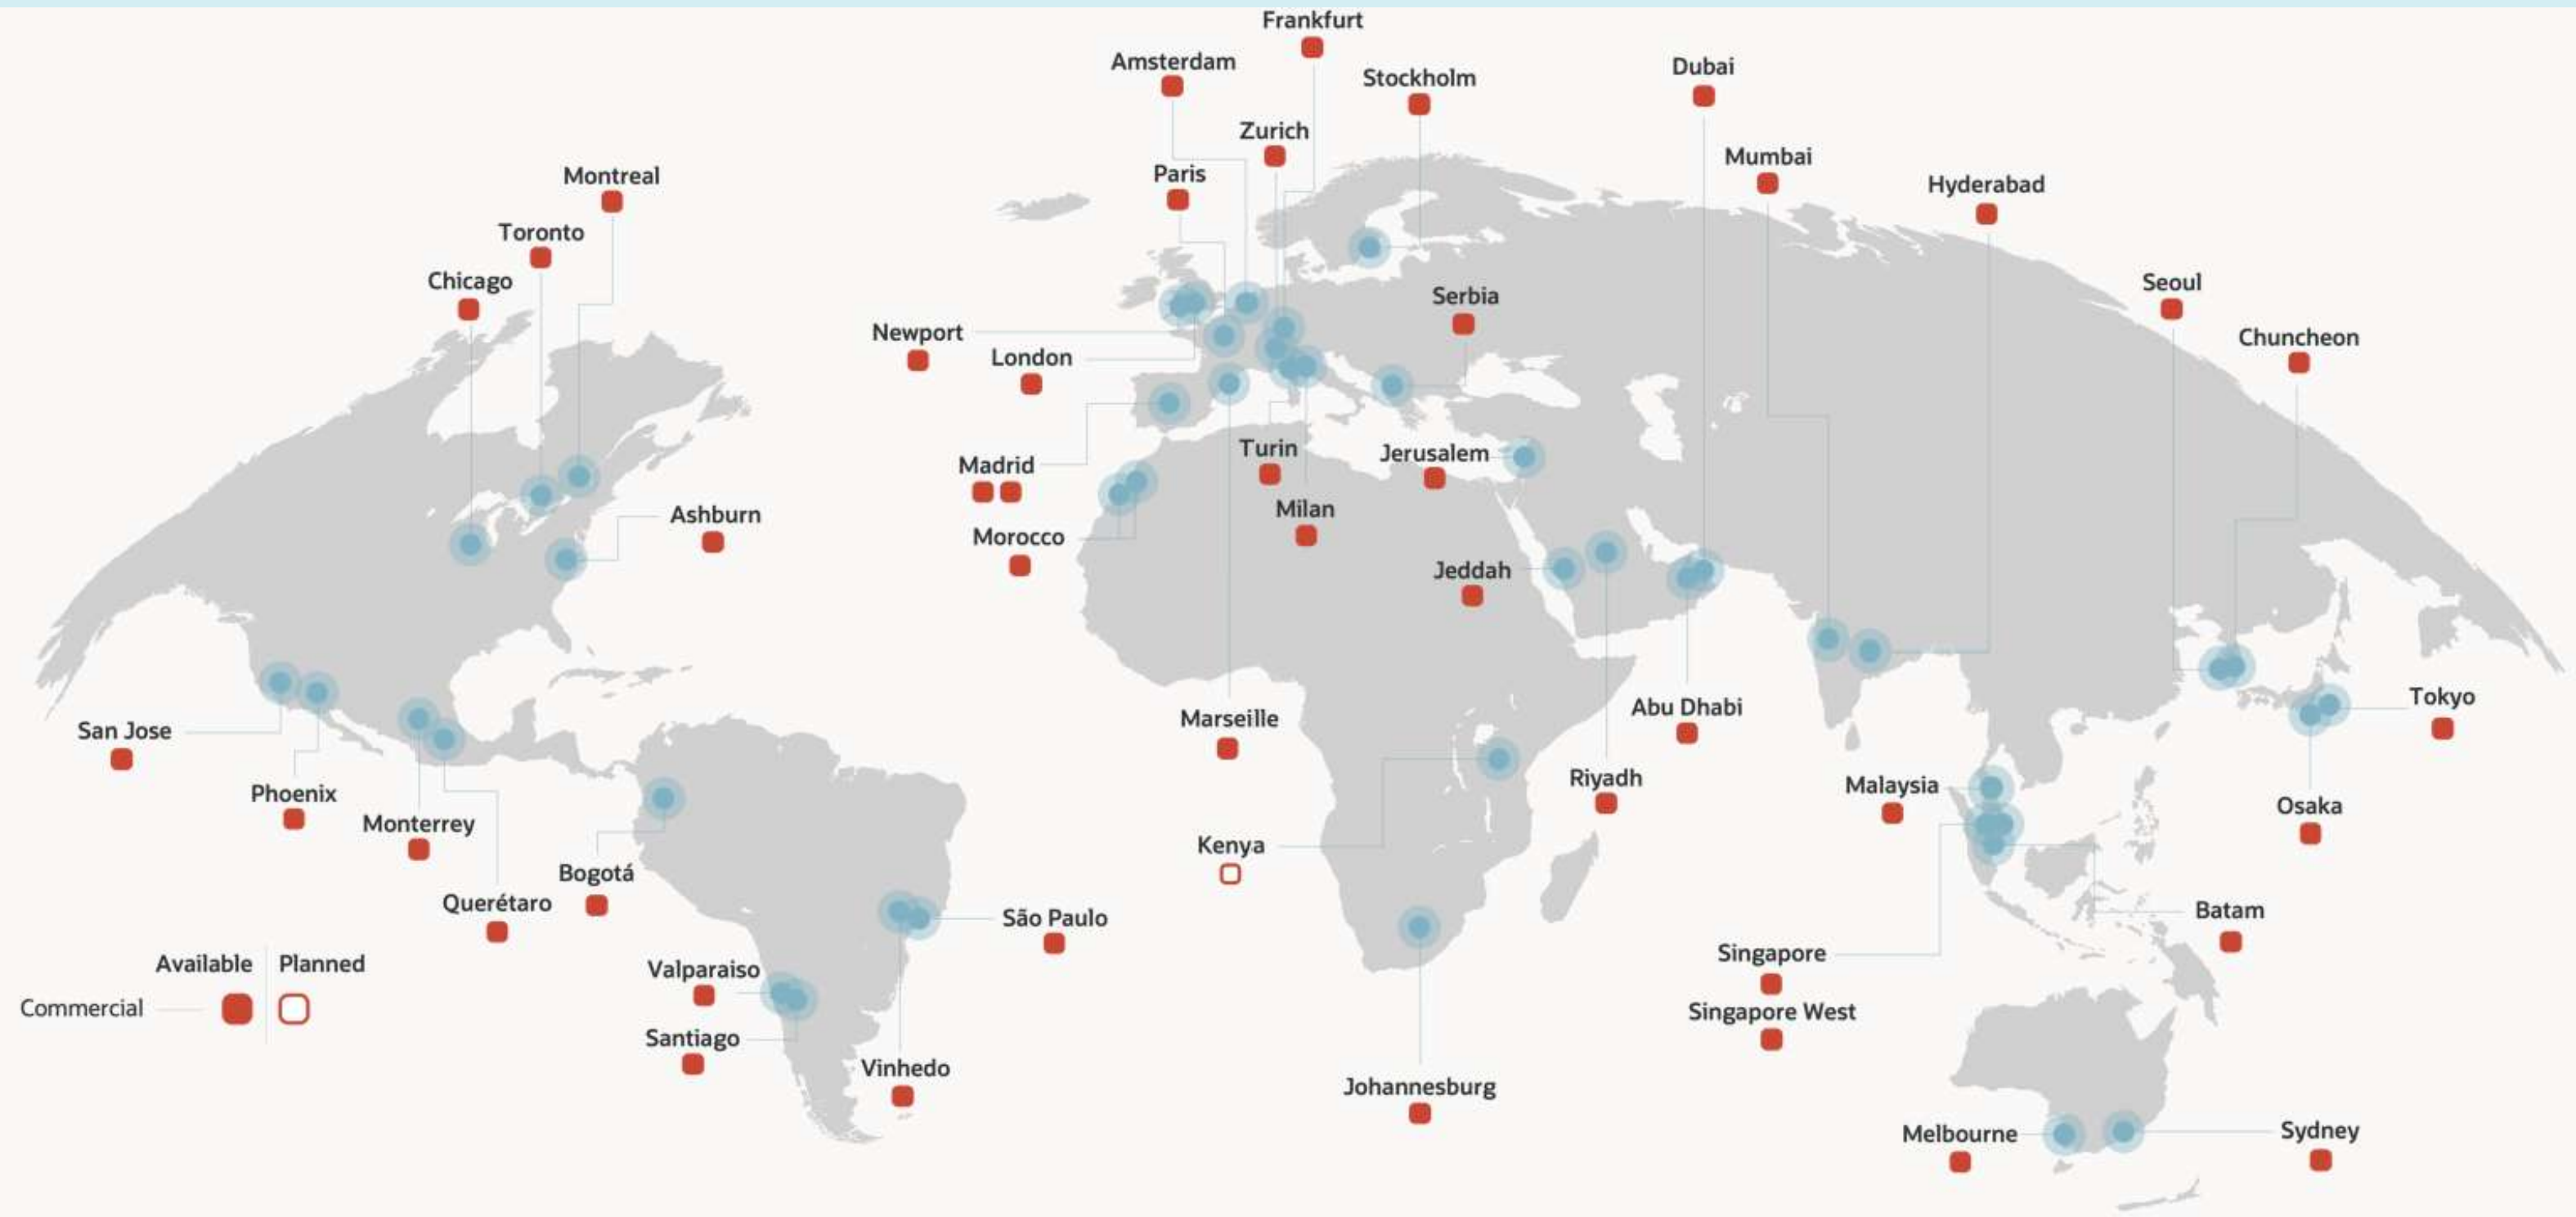 Frankfurt
Amsterdam
Stockholm
Dubai
Zurich
Mumbai
Paris
Montreal
Hyderabad
Toronto
Chicago
Seoul
Serbia
Newport
Chuncheon
London
Turin
Jerusalem
Madrid
Milan
Ashburn
Morocco
Jeddah
Tokyo
Abu Dhabi
Marseille
San Jose
Riyadh
Malaysia
Phoenix
Osaka
Monterrey
Kenya
Bogotá
Querétaro
Batam
São Paulo
Singapore
Available Planned
Valparaiso
Commercial
Singapore West
Santiago
Vinhedo
Johannesburg
Melbourne
Sydney